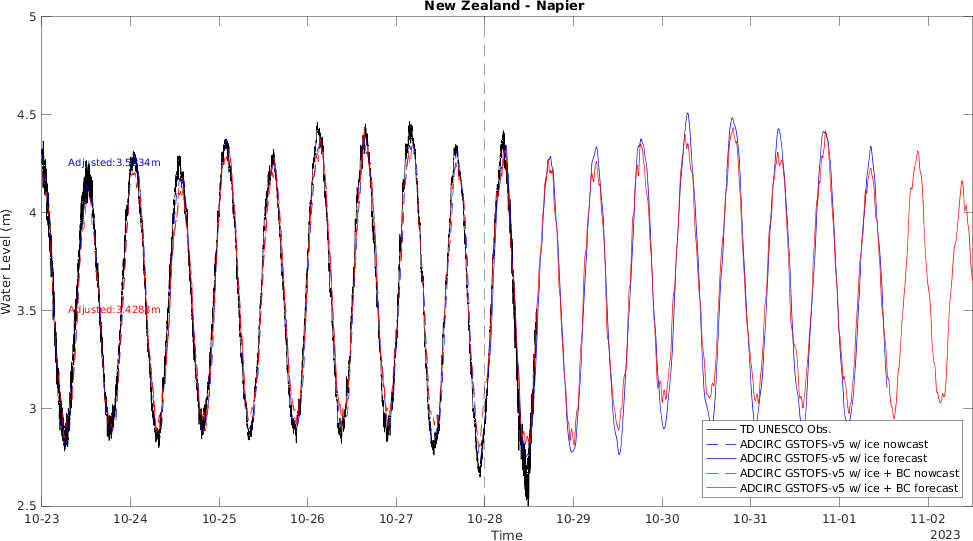 New Zealand - Napier
5
4.5
4
3.5
3
2.5
Water Level (m)
Adjusted:3.5834m
Adjusted:3.4283m
TD UNESCO Obs.
ADCIRC GSTOFS-v5 w/ ice nowcast
ADCIRC GSTOFS-v5 w/ ice forecast
ADCIRC GSTOFS-v5 w/ ice + BC nowcast
ADCIRC GSTOFS-v5 w/ ice + BC forecast
10-23 10-24 10-25 10-26 10-27 10-28 10-29 10-30 10-31 11-01 11-02
Time
2023